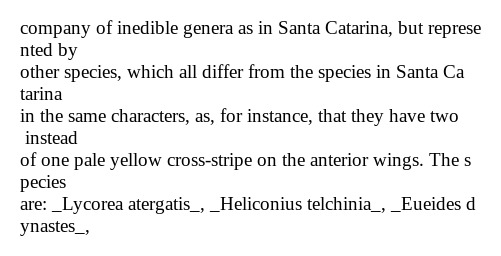 company of inedible genera as in Santa Catarina, but represe
nted by
other species, which all differ from the species in Santa Ca
tarina
in the same characters, as, for instance, that they have two
 instead
of one pale yellow cross-stripe on the anterior wings. The s
pecies
are: _Lycorea atergatis_, _Heliconius telchinia_, _Eueides d
ynastes_,